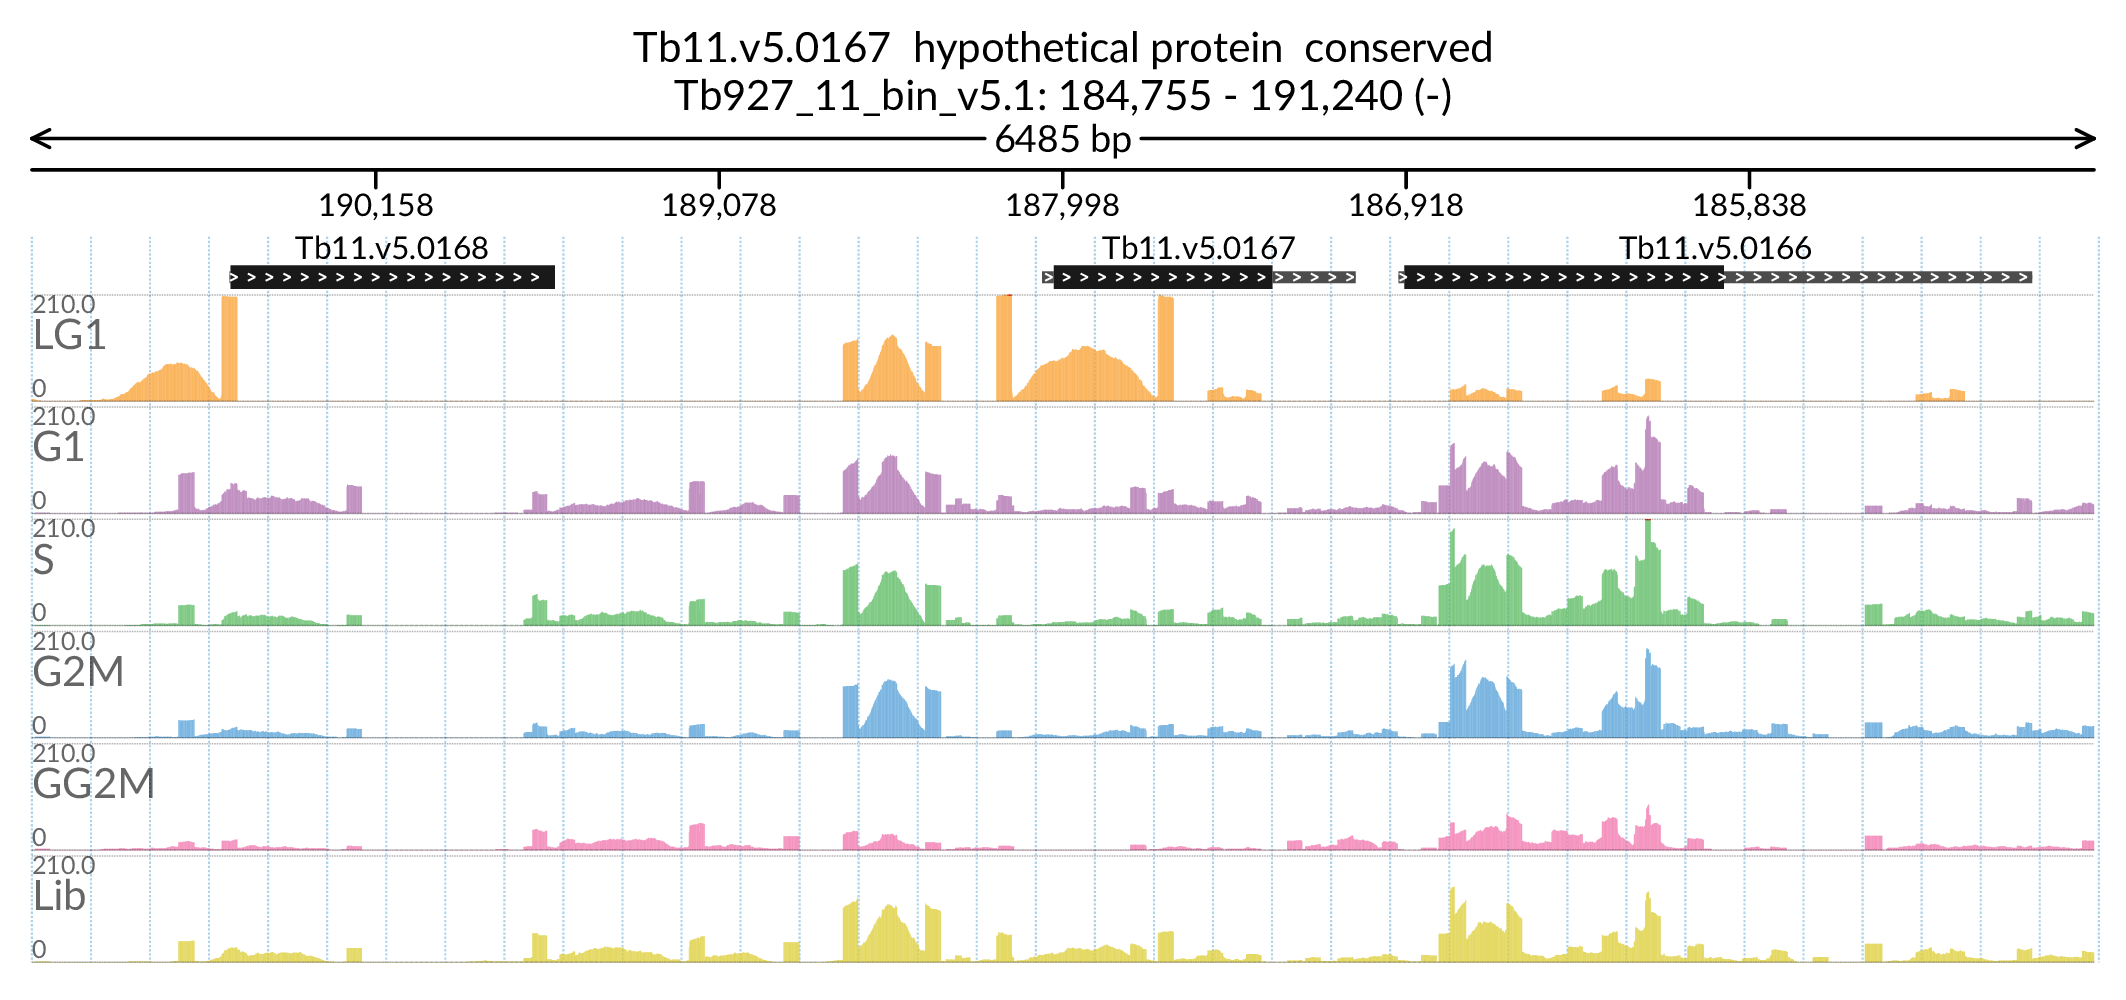 Tb11.v5.0167 hypothetical protein conserved
Tb927_11_bin_v5.1: 184,755 - 191,240 (-)
6485 bp
190,158 189,078 187,998 186,918 185,838
Tb11.v5.0168 Tb11.v5.0167 Tb11.v5.0166
210.0
LG1
0
210.0
G1
0
210.0
S
0
210.0
G2M
0
210.0
GG2M
0
210.0
Lib
0